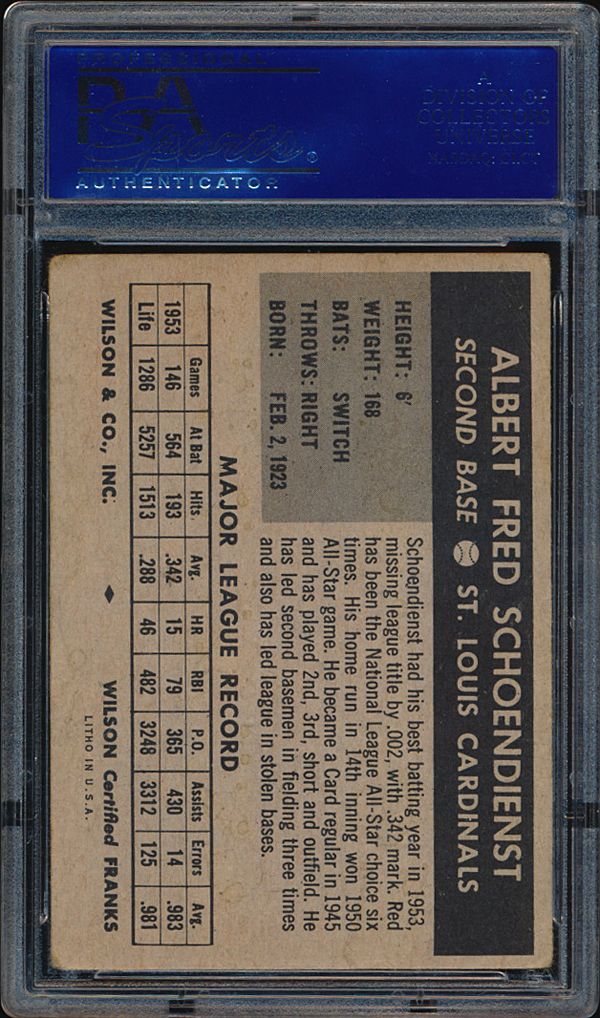 PROFESSIONAL
PSA
Sports®
AUTHENTICATOR
A
DIVISION OF
COLLECTORS
UNIVERSE
NASDAQ: CLCT
ALBERT FRED SCHOENDIENST
SECOND BASE ST. LOUIS CARDINALS
HEIGHT: 6'
WEIGHT: 168
BATS: SWITCH
THROWS: RIGHT
BORN: FEB. 2, 1923
Schoendienst had his best batting year in 1953,
missing league title by .002, with .342 mark. Red
has been the National League All-Star choice six
times. His home run in 14th inning won 1950
All-Star game. He became a Card regular in 1945
and has played 2nd, 3rd, short and outfield. He
has led second basemen in fielding three times
and also has led league in stolen bases.
MAJOR LEAGUE RECORD
Games At Bat Hits. Avg. HR RBI P.O. Assists Errors Avg.
1953 146 564 193 .342 15 79 365 430 14 .983
Life 1286 5257 1513 .288 46 482 3248 3312 125 .981
WILSON & CO., INC. ♦ WILSON Certified FRANKS
LITHO IN U.S.A.